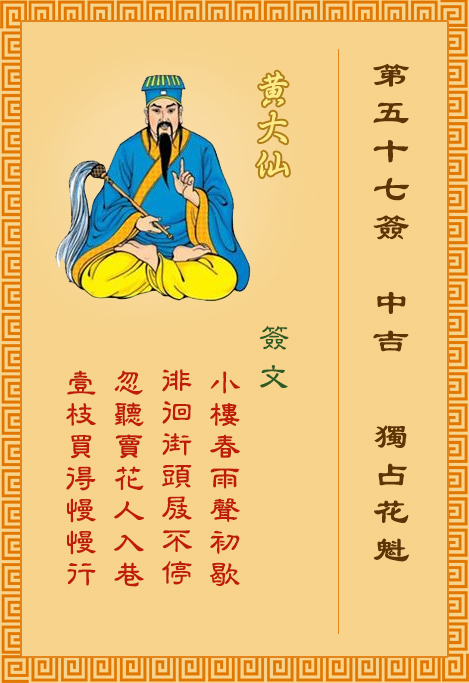 第五十七簽 中吉 獨占花魁
黃大仙
簽文
小樓春雨聲初歇
徘徊街頭屐不停
忽聽賣花人入巷
壹枝買得慢慢行